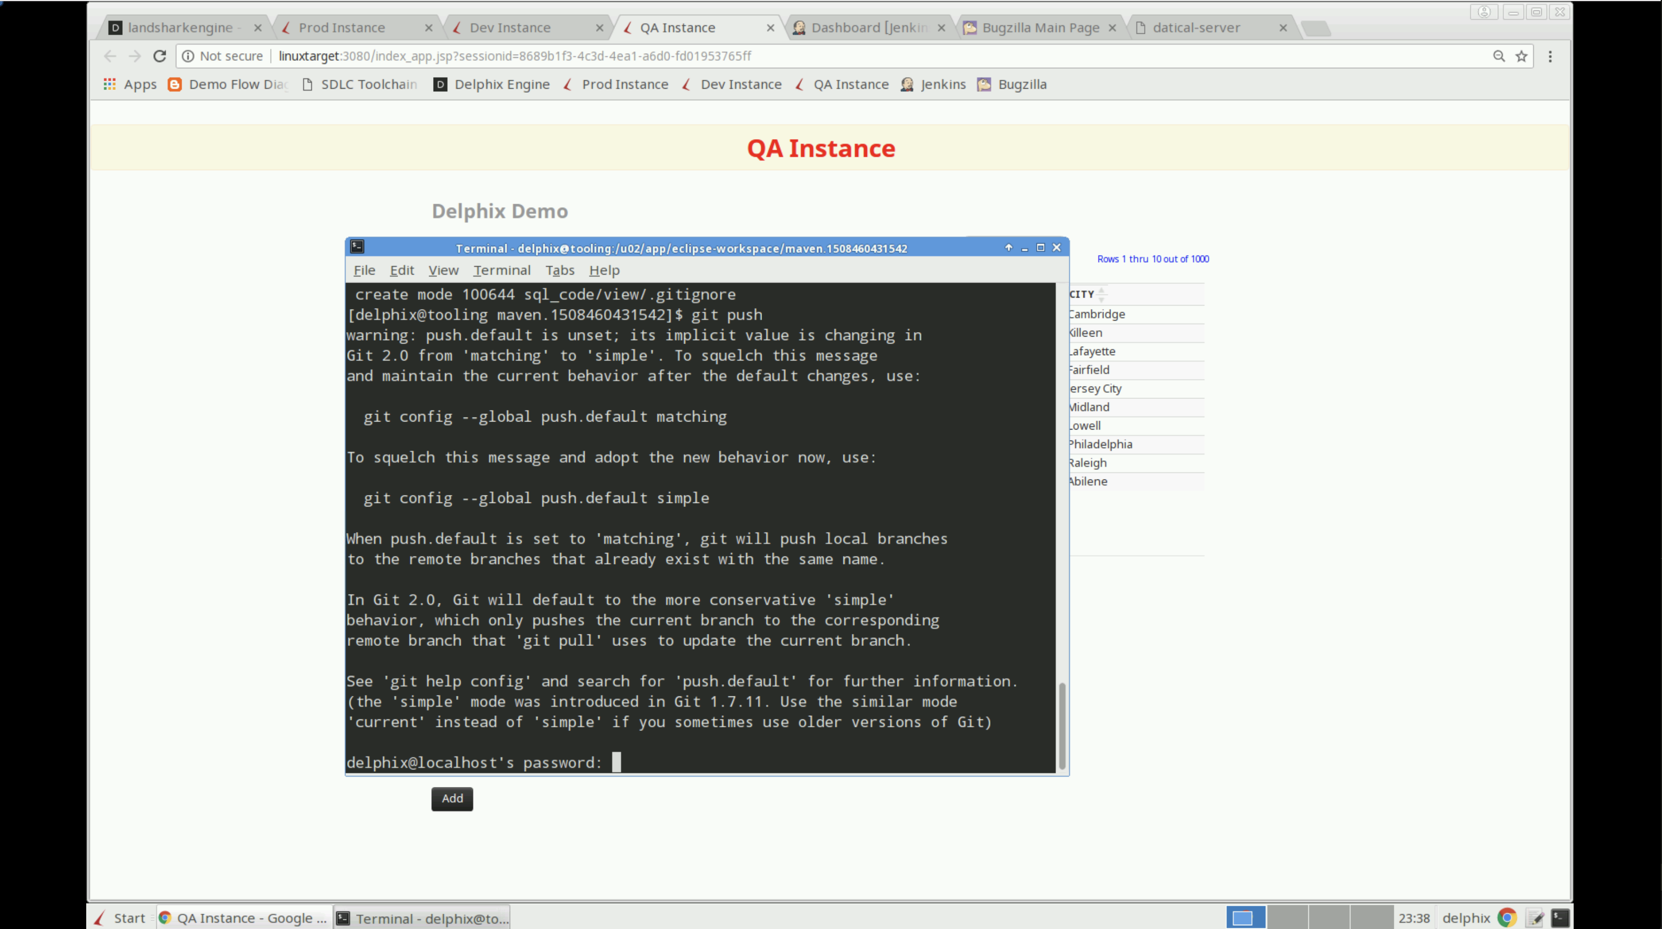 landsharkengine -
Prod Instance
Dev Instance
QA Instance
Dashboard [Jenkin
Bugzilla Main Page
datical-server
Not secure
linuxtarget:3080/index_app.jsp?sessionid=8689b1f3-4c3d-4ea1-a6d0-fd01953765ff
Apps
Demo Flow Dia
SDLC Toolchain
Delphix Engine
Prod Instance
Dev Instance
QA Instance
Jenkins
Bugzilla
QA Instance
Delphix Demo
Terminal - delphix@tooling:/u02/app/eclipse-workspace/maven.1508460431542
File Edit View Terminal Tabs Help
create mode 100644 sql_code/view/.gitignore
[delphix@tooling maven.1508460431542]$ git push
warning: push.default is unset; its implicit value is changing in
Git 2.0 from 'matching' to 'simple'. To squelch this message
and maintain the current behavior after the default changes, use:
git config --global push.default matching
To squelch this message and adopt the new behavior now, use:
git config --global push.default simple
When push.default is set to 'matching', git will push local branches
to the remote branches that already exist with the same name.
In Git 2.0, Git will default to the more conservative 'simple'
behavior, which only pushes the current branch to the corresponding
remote branch that 'git pull' uses to update the current branch.
See 'git help config' and search for 'push.default' for further information.
(the 'simple' mode was introduced in Git 1.7.11. Use the similar mode
'current' instead of 'simple' if you sometimes use older versions of Git)
delphix@localhost's password:
Rows 1 thru 10 out of 1000
CITY
Cambridge
Killeen
Lafayette
Fairfield
ersey City
Midland
Lowell
Philadelphia
Raleigh
Abilene
Add
Start
QA Instance - Google ...
Terminal - delphix@to...
23:38
delphix